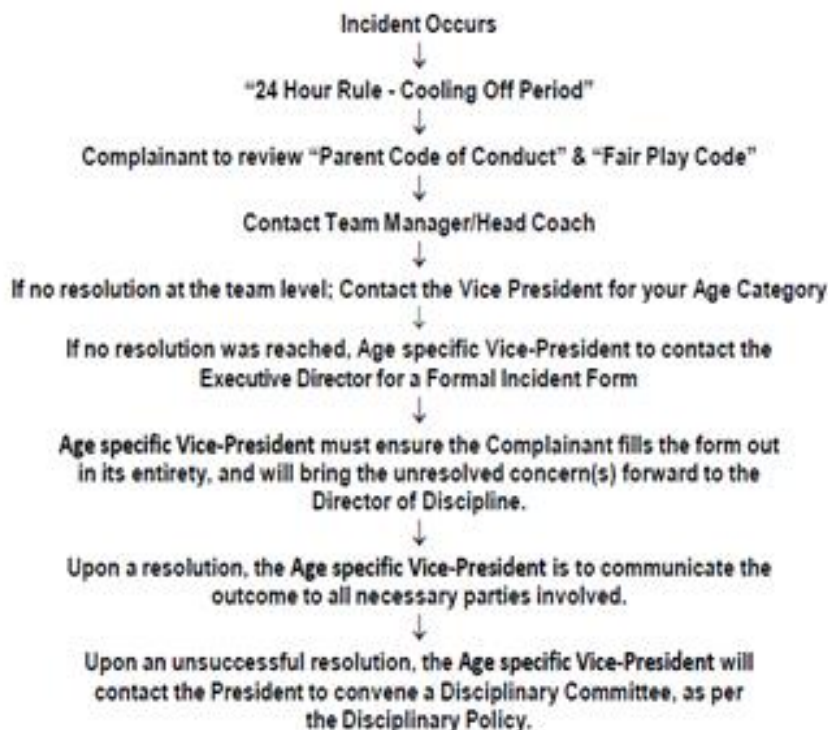 Incident Occurs
↓
“24 Hour Rule - Cooling Off Period”
↓
Complainant to review “Parent Code of Conduct” & “Fair Play Code”
↓
Contact Team Manager/Head Coach
↓
If no resolution at the team level; Contact the Vice President for your Age Category
↓
If no resolution was reached, Age specific Vice-President to contact the
Executive Director for a Formal Incident Form
↓
Age specific Vice-President must ensure the Complainant fills the form out
in its entirety, and will bring the unresolved concern(s) forward to the
Director of Discipline.
↓
Upon a resolution, the Age specific Vice-President is to communicate the
outcome to all necessary parties involved.
↓
Upon an unsuccessful resolution, the Age specific Vice-President will
contact the President to convene a Disciplinary Committee, as per
the Disciplinary Policy.